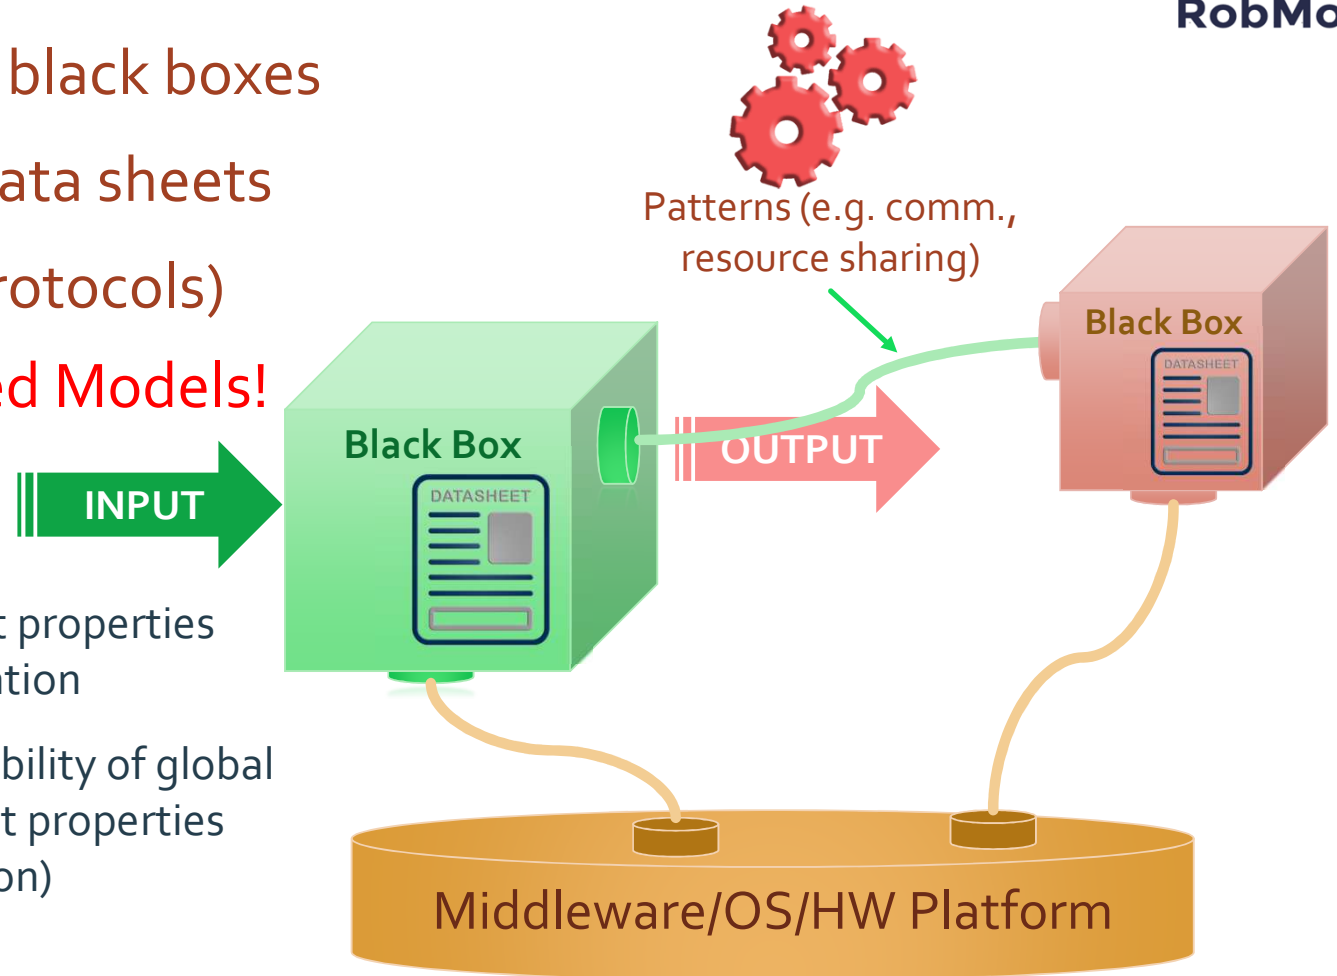 RobMo
black boxes
ata sheets
rotocols)
ed Models!
Patterns (e.g. comm.,
resource sharing)
Black Box
DATASHEET
Black Box
DATASHEET
INPUT
OUTPUT
t properties
ation
bility of global
t properties
on)
Middleware/OS/HW Platform